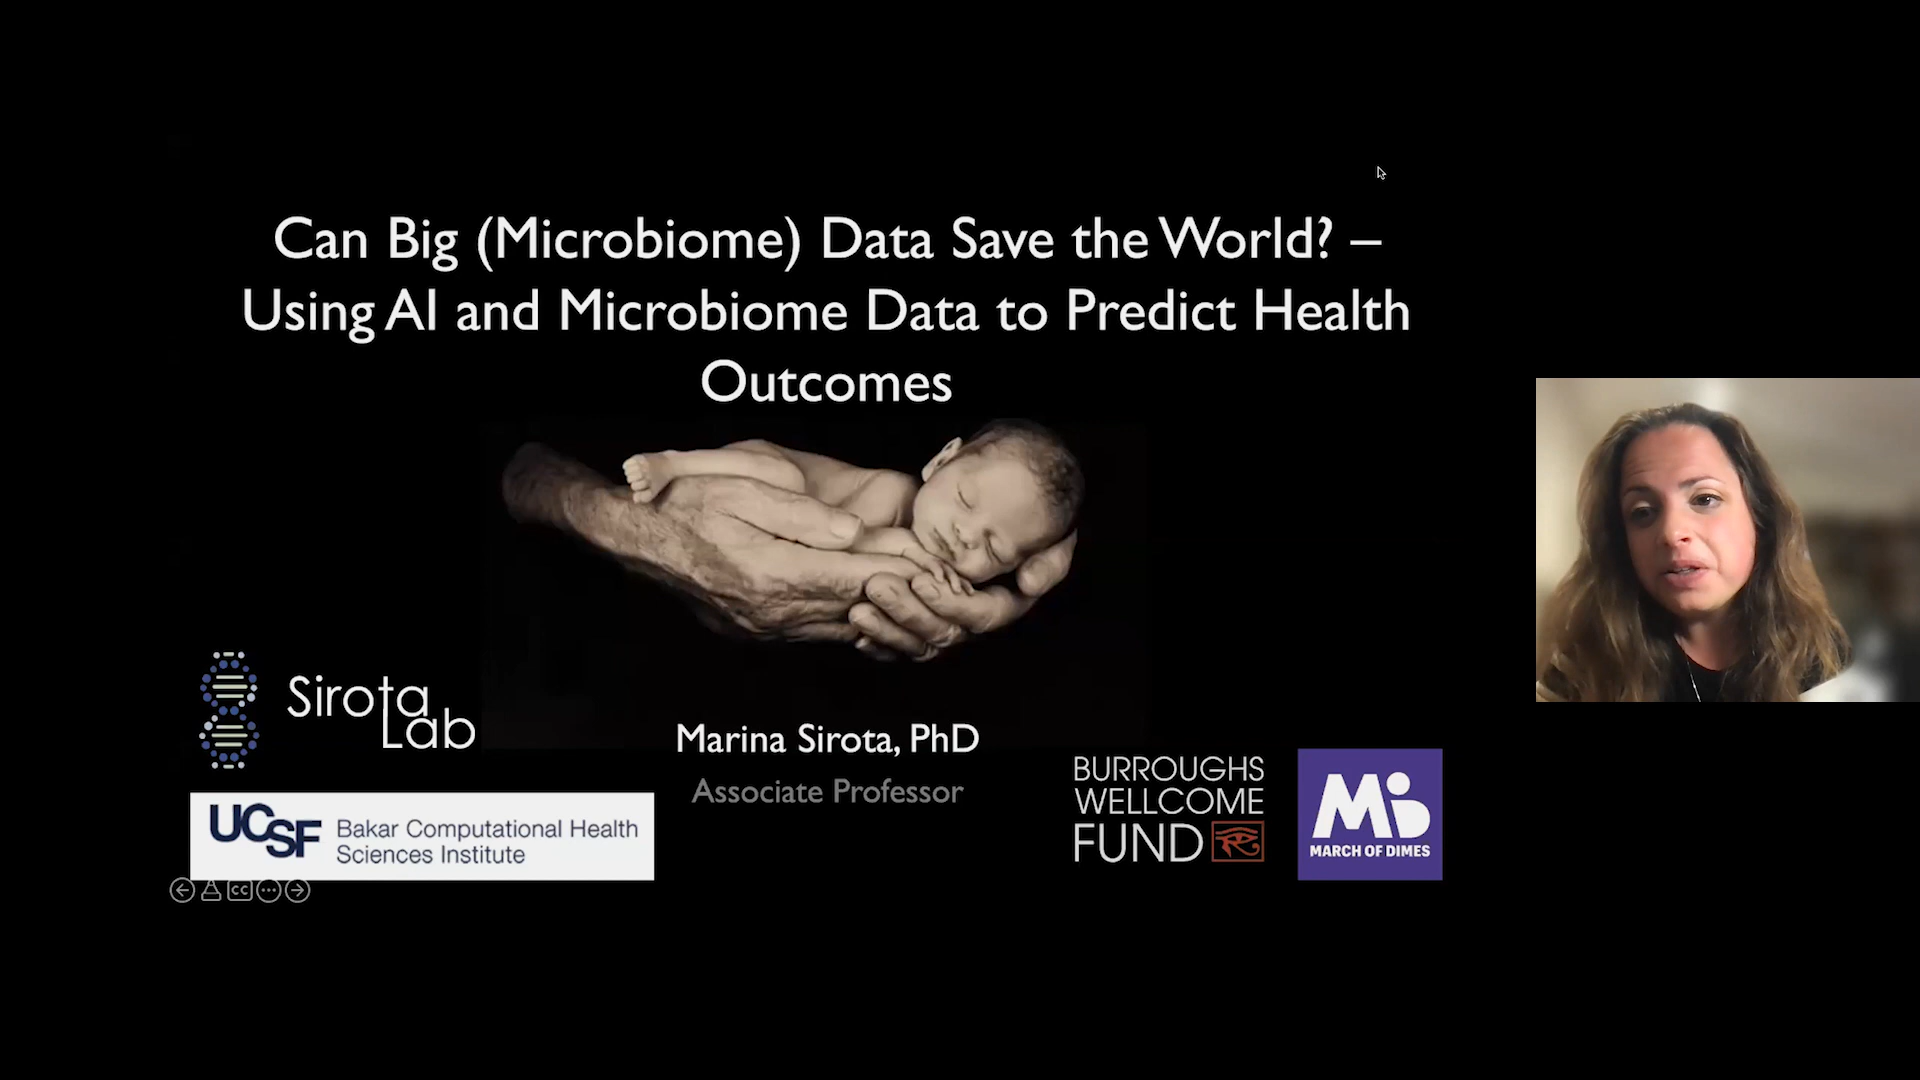 Can Big (Microbiome) Data Save the World? –
Using AI and Microbiome Data to Predict Health
Outcomes
Sirota
Lab
Marina Sirota, PhD
Associate Professor
UCSF
Bakar Computational Health
Sciences Institute
BURROUGHS
WELLCOME
FUND
MARCH OF DIMES
CC